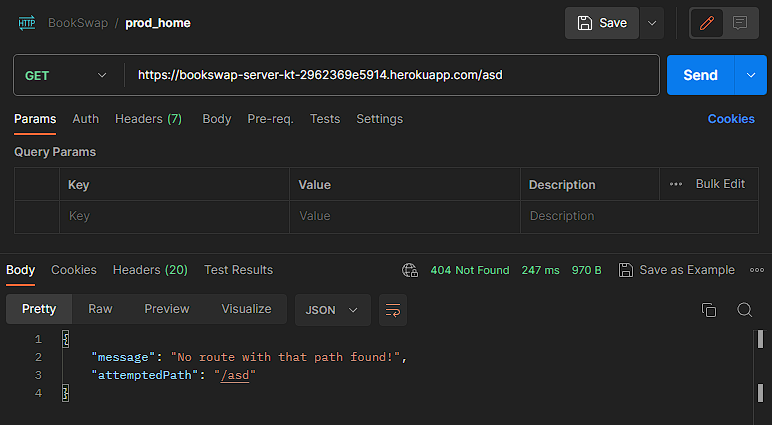 HTTP BookSwap / prod_home Save
GET https://bookswap-server-kt-2962369e5914.herokuapp.com/asd Send
Params Auth Headers (7) Body Pre-req. Tests Settings Cookies
Query Params
Key Value Description ••• Bulk Edit
Key Value Description
Body Cookies Headers (20) Test Results 404 Not Found 247 ms 970 B Save as Example
Pretty Raw Preview Visualize JSON
1 {
2 "message": "No route with that path found!",
3 "attemptedPath": "/asd"
4 }